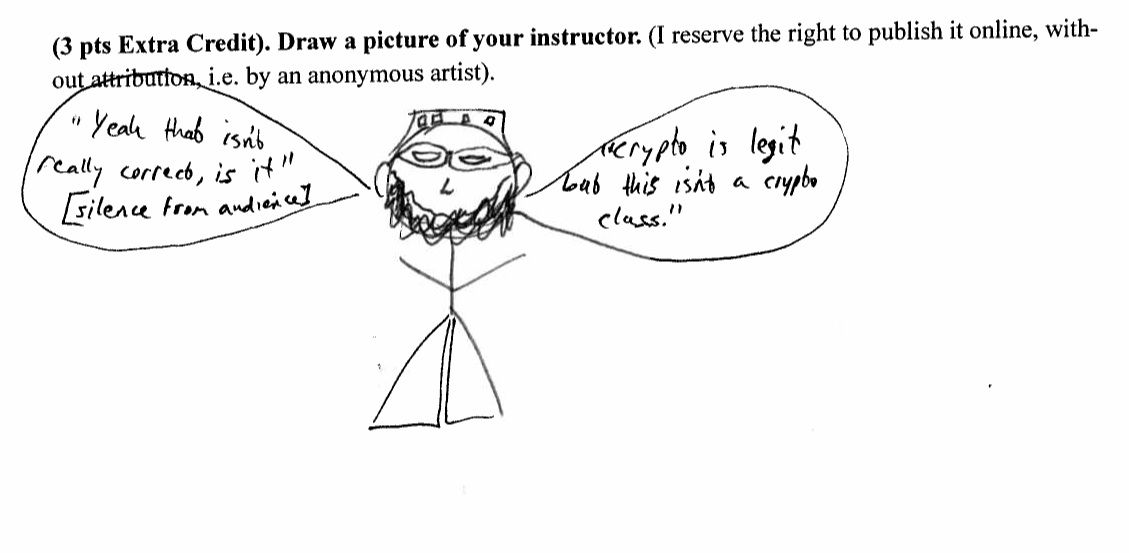 (3 pts Extra Credit). Draw a picture of your instructor. (I reserve the right to publish it online, with-
out attribution, i.e. by an anonymous artist).
"Yeah that isn't
really correct, is it"
[silence from audience]
"crypto is legit
but this isn't a crypto
class."